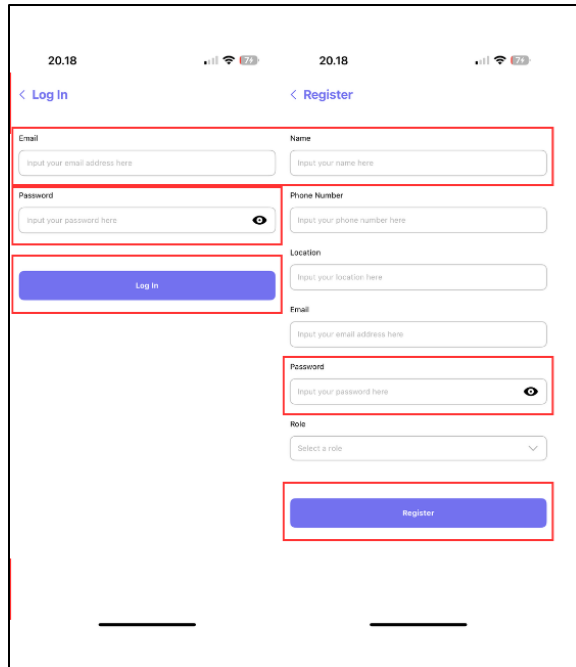 20.18
74
< Log In
Email
Input your email address here
Password
Input your password here
Log In
20.18
74
< Register
Name
Input your name here
Phone Number
Input your phone number here
Location
Input your location here
Email
Input your email address here
Password
Input your password here
Role
Select a role
Register